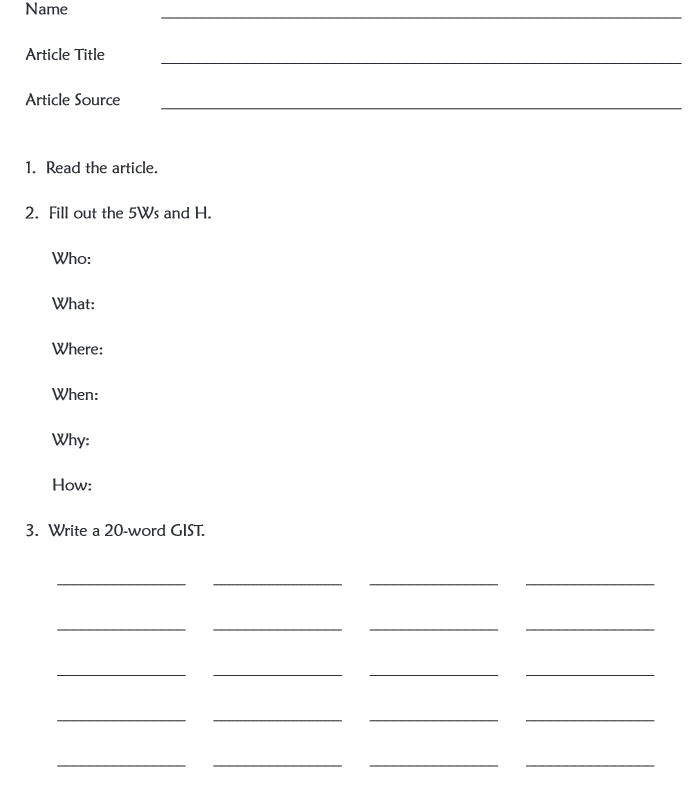 Name
Article Title
Article Source
1. Read the article.
2. Fill out the 5Ws and H.
Who:
What:
Where:
When:
Why:
How:
3. Write a 20-word GIST.